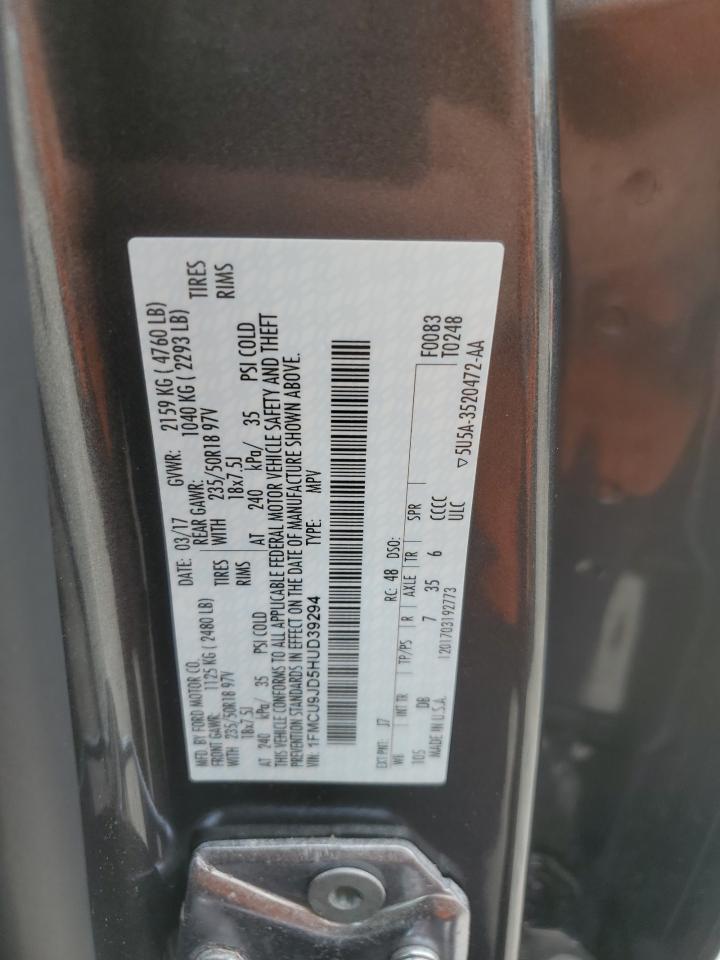 MFD. BY FORD MOTOR CO. DATE: 03/17 GVWR: 2159 KG ( 4760 LB)
FRONT GAWR: 1125 KG ( 2480 LB) REAR GAWR: 1040 KG ( 2293 LB)
WITH 235/50R18 97V TIRES WITH 235/50R18 97V TIRES
18x7.5J RIMS 18x7.5J RIMS
AT 240 kPa/ 35 PSI COLD AT 240 kPa/ 35 PSI COLD
THIS VEHICLE CONFORMS TO ALL APPLICABLE FEDERAL MOTOR VEHICLE SAFETY AND THEFT
PREVENTION STANDARDS IN EFFECT ON THE DATE OF MANUFACTURE SHOWN ABOVE.
VIN: 1FMCU9JD5HUD39294 TYPE: MPV
EXT PNT: J7 RC: 48 DSO: F0083
WB INT TR TP/PS R AXLE TR SPR T0248
105 DB 7 35 6 CCCC
MADE IN U.S.A. 1201703192773 ULC
▽5U5A-3520472-AA